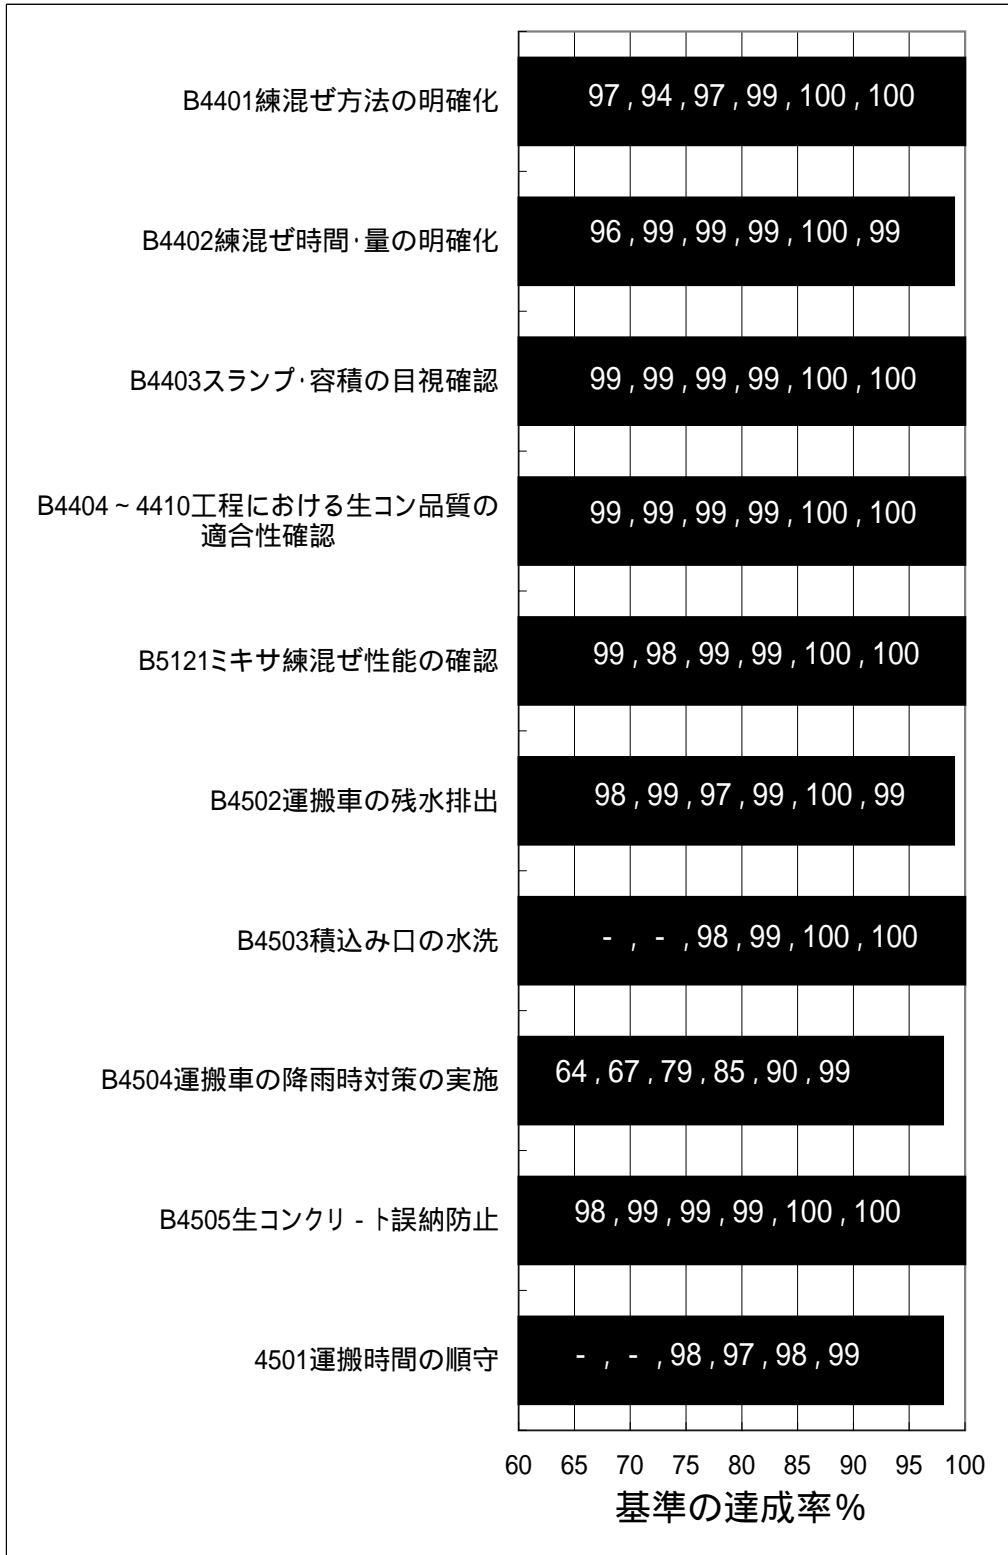 B4401練混ぜ方法の明確化 97 , 94 , 97 , 99 , 100 , 100
B4402練混ぜ時間･量の明確化 96 , 99 , 99 , 99 , 100 , 99
B4403スランプ･容積の目視確認 99 , 99 , 99 , 99 , 100 , 100
B4404～4410工程における生コン品質の
適合性確認 99 , 99 , 99 , 99 , 100 , 100
B5121ミキサ練混ぜ性能の確認 99 , 98 , 99 , 99 , 100 , 100
B4502運搬車の残水排出 98 , 99 , 97 , 99 , 100 , 99
B4503積込み口の水洗 - , - , 98 , 99 , 100 , 100
B4504運搬車の降雨時対策の実施 64 , 67 , 79 , 85 , 90 , 99
B4505生コンクリ‐ト誤納防止 98 , 99 , 99 , 99 , 100 , 100
4501運搬時間の順守 - , - , 98 , 97 , 98 , 99
60 65 70 75 80 85 90 95 100
基準の達成率%